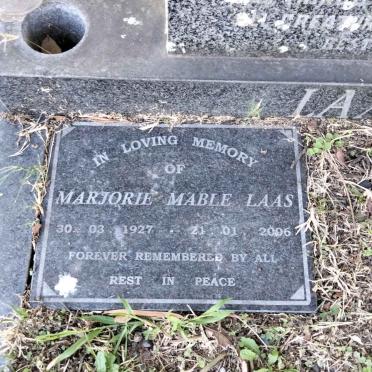 IN LOVING MEMORY
OF
MARJORIE MABLE LAAS
30. 03. 1927 - 21. 01. 2006
FOREVER REMEMBERED BY ALL
REST IN PEACE